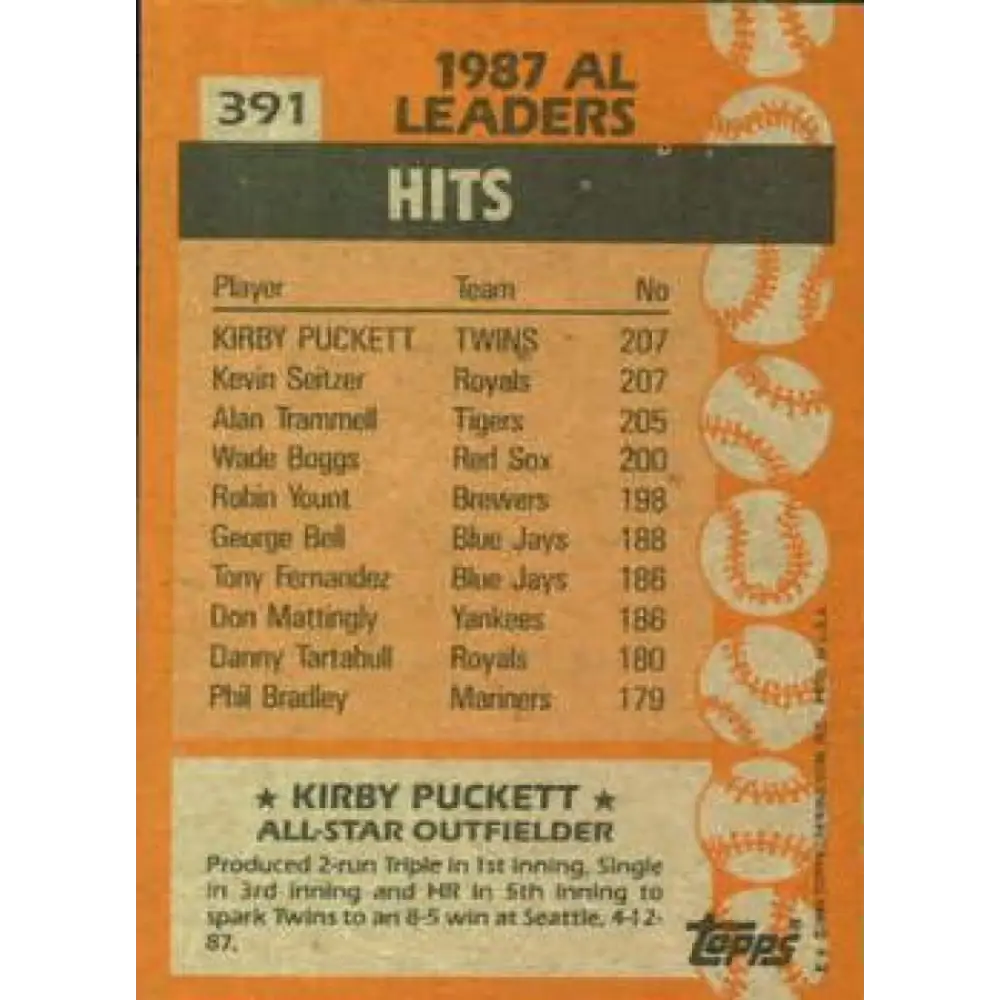 391
1987 AL
LEADERS
HITS
Player Team No
KIRBY PUCKETT TWINS 207
Kevin Seitzer Royals 207
Alan Trammell Tigers 205
Wade Boggs Red Sox 200
Robin Yount Brewers 198
George Bell Blue Jays 188
Tony Fernandez Blue Jays 186
Don Mattingly Yankees 186
Danny Tartabull Royals 180
Phil Bradley Mariners 179
★ KIRBY PUCKETT ★
ALL-STAR OUTFIELDER
Produced 2-run Triple in 1st inning, Single
in 3rd inning and HR in 5th inning to
spark Twins to an 8-5 win at Seattle, 4-12-
87.
topps®